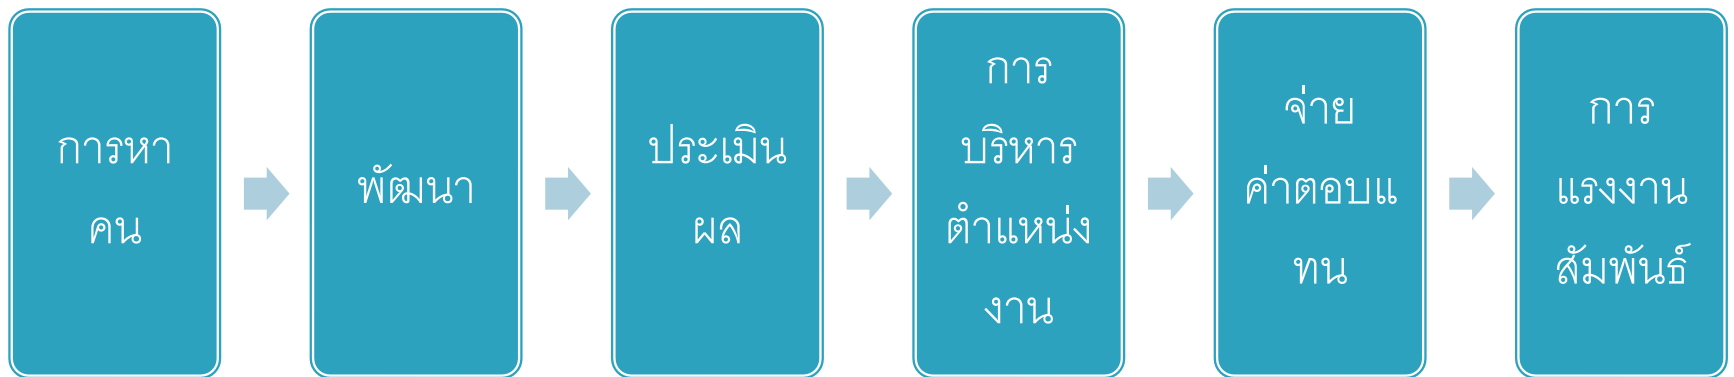 การหา
คน
พัฒนา
ประเมิน
ผล
การ
บริหาร
ตำแหน่ง
งาน
จ่าย
ค่าตอบแ
ทน
การ
แรงงาน
สัมพันธ์